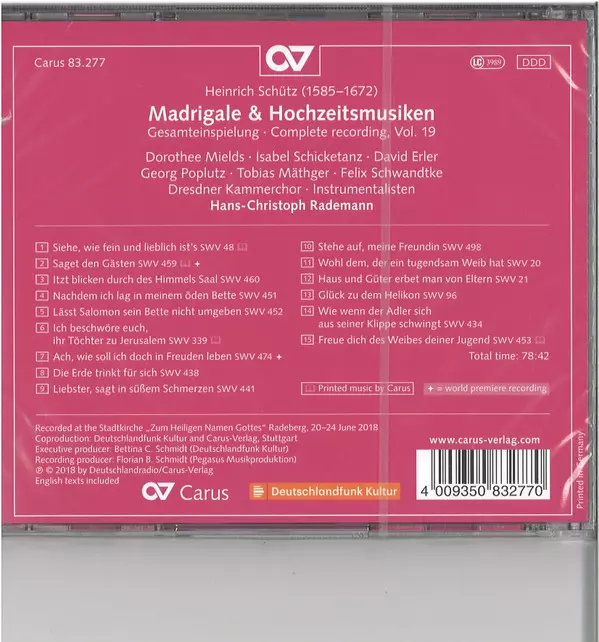 Carus 83.277
LC 3989
DDD
Heinrich Schütz (1585–1672)
Madrigale & Hochzeitsmusiken
Gesamteinspielung · Complete recording, Vol. 19
Dorothee Mields · Isabel Schicketanz · David Erler
Georg Poplutz · Tobias Mäthger · Felix Schwandtke
Dresdner Kammerchor · Instrumentalisten
Hans-Christoph Rademann
1 Siehe, wie fein und lieblich ist's SWV 48
2 Saget den Gästen SWV 459 +
3 Itzt blicken durch des Himmels Saal SWV 460
4 Nachdem ich lag in meinem öden Bette SWV 451
5 Lässt Salomon sein Bette nicht umgeben SWV 452
6 Ich beschwöre euch,
ihr Töchter zu Jerusalem SWV 339
7 Ach, wie soll ich doch in Freuden leben SWV 474 +
8 Die Erde trinkt für sich SWV 438
9 Liebster, sagt in süßem Schmerzen SWV 441
10 Stehe auf, meine Freundin SWV 498
11 Wohl dem, der ein tugendsam Weib hat SWV 20
12 Haus und Güter erbet man von Eltern SWV 21
13 Glück zu dem Helikon SWV 96
14 Wie wenn der Adler sich
aus seiner Klippe schwingt SWV 434
15 Freue dich des Weibes deiner Jugend SWV 453
Total time: 78:42
Printed music by Carus
+ = world premiere recording
Recorded at the Stadtkirche „Zum Heiligen Namen Gottes“ Radeberg, 20–24 June 2018
Coproduction: Deutschlandfunk Kultur and Carus-Verlag, Stuttgart
Executive producer: Bettina C. Schmidt (Deutschlandfunk Kultur)
Recording producer: Florian B. Schmidt (Pegasus Musikproduktion)
℗ © 2018 by Deutschlandradio/Carus-Verlag
English texts included
Carus
Deutschlandfunk Kultur
www.carus-verlag.com
4 009350 832770
Printed in Germany